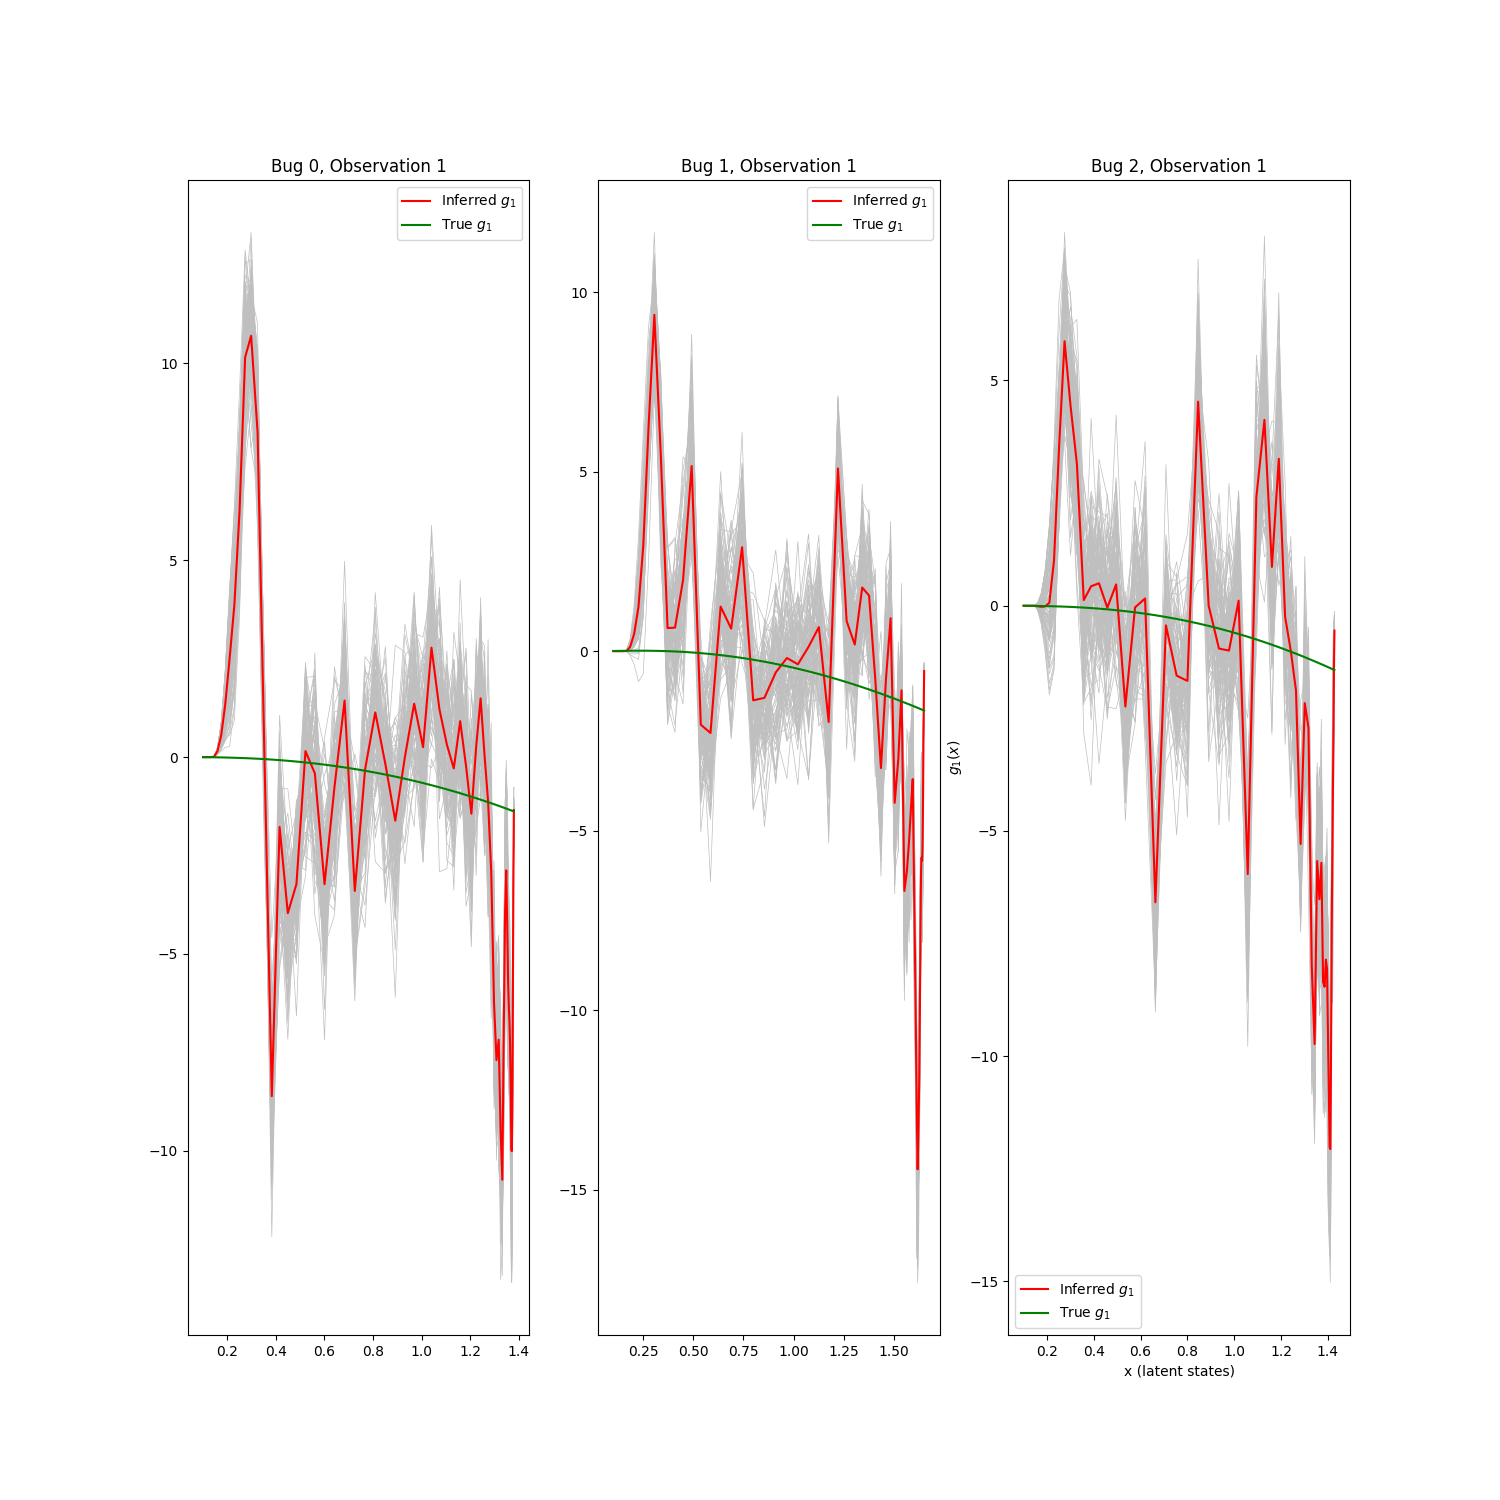 Bug 0, Observation 1
Inferred g₁
True g₁
10
5
0
−5
−10
0.2 0.4 0.6 0.8 1.0 1.2 1.4
Bug 1, Observation 1
Inferred g₁
True g₁
10
5
0
−5
−10
−15
0.25 0.50 0.75 1.00 1.25 1.50
Bug 2, Observation 1
g₁(x)
5
0
−5
−10
−15
Inferred g₁
True g₁
0.2 0.4 0.6 0.8 1.0 1.2 1.4
x (latent states)